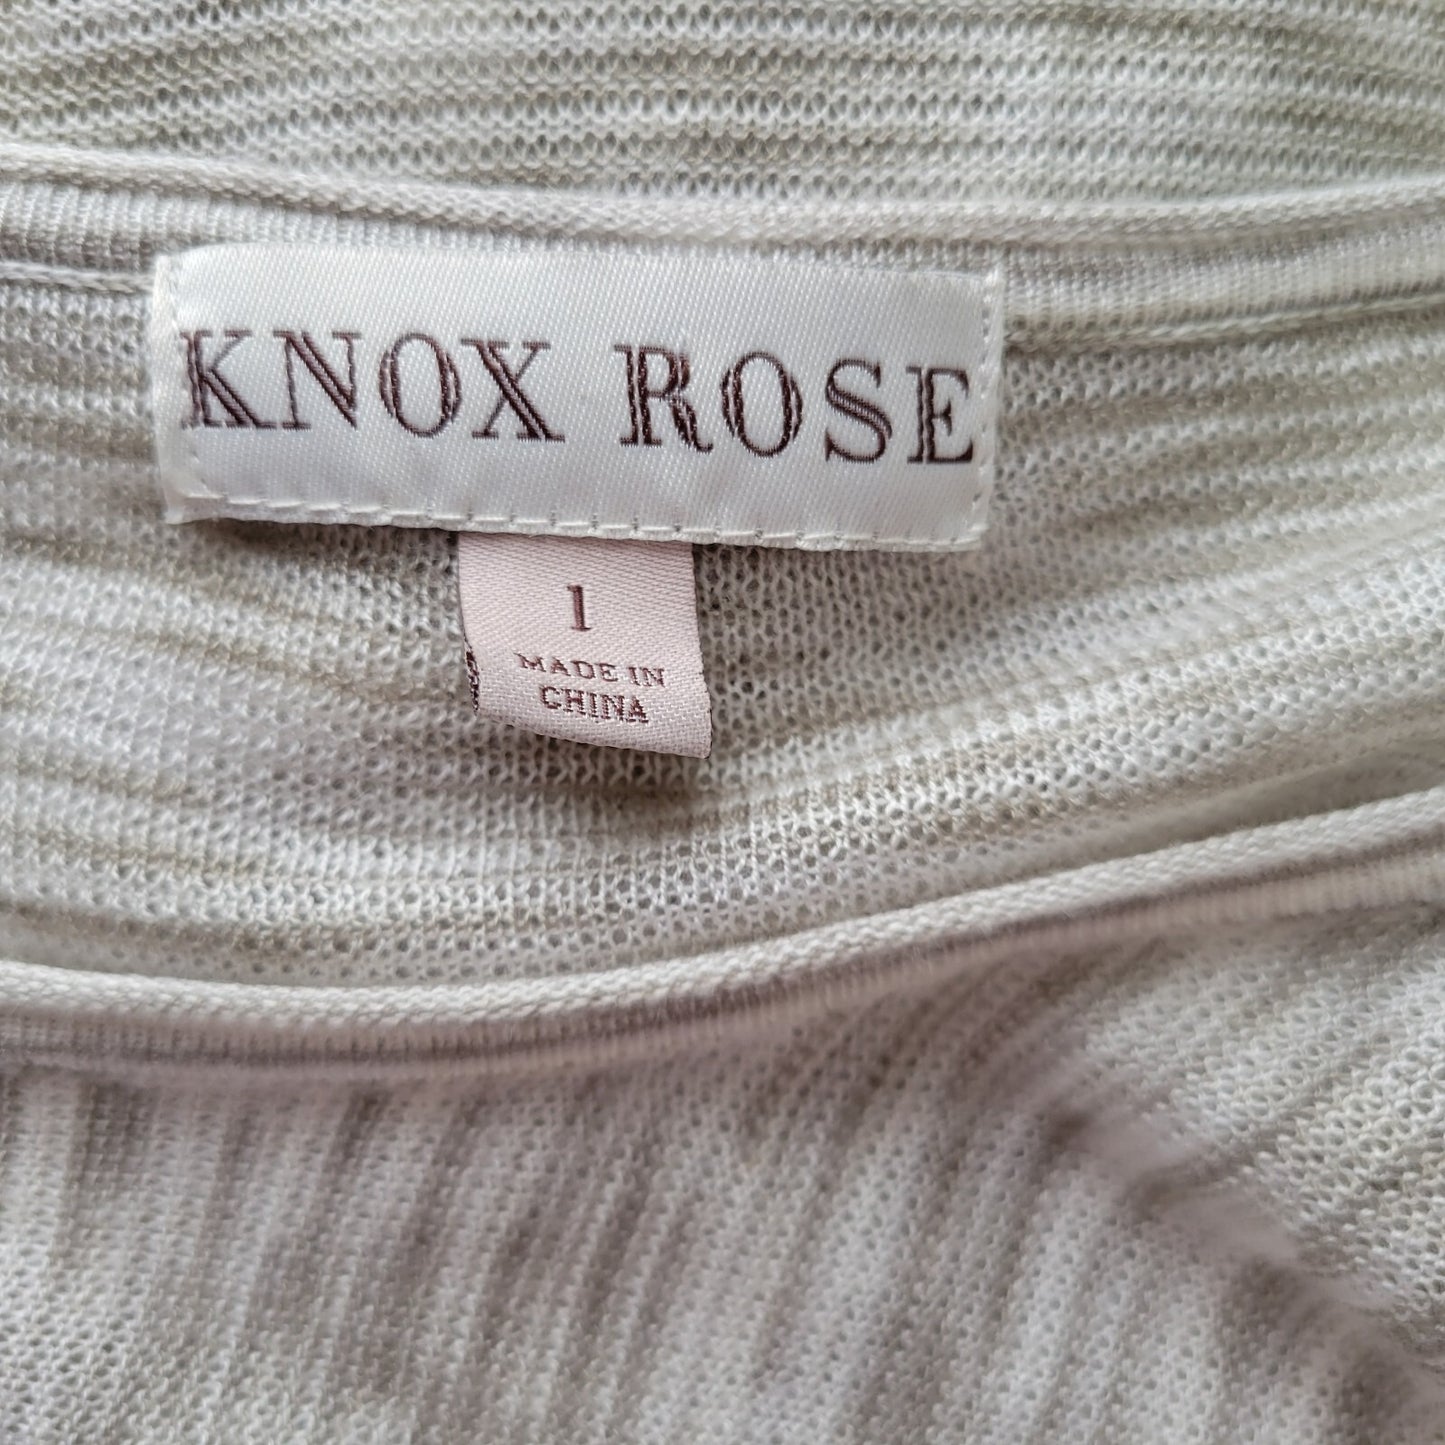 KNOX ROSE
1
MADE IN
CHINA